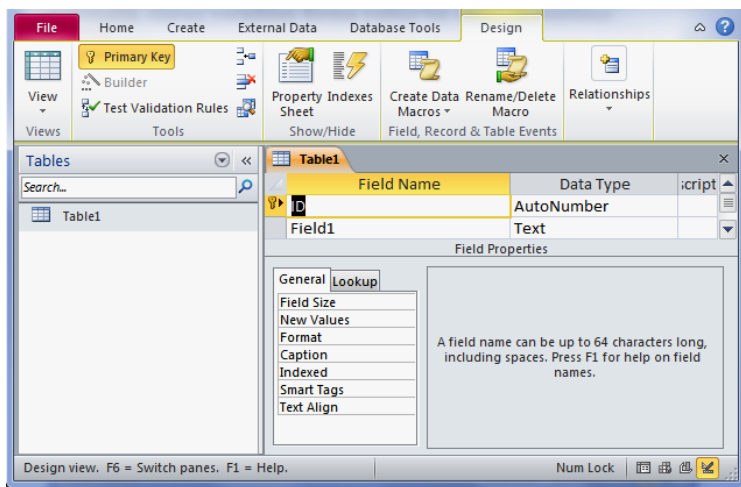 File Home Create External Data Database Tools Design
Primary Key
Builder
Test Validation Rules
View
Property Sheet
Indexes
Create Data Macros
Rename/Delete Macro
Relationships
Views Tools Show/Hide Field, Record & Table Events
Tables
Search...
Table1
Table1
Field Name Data Type script
ID AutoNumber
Field1 Text
Field Properties
General Lookup
Field Size
New Values
Format
Caption
Indexed
Smart Tags
Text Align
A field name can be up to 64 characters long,
including spaces. Press F1 for help on field
names.
Design view. F6 = Switch panes. F1 = Help. Num Lock